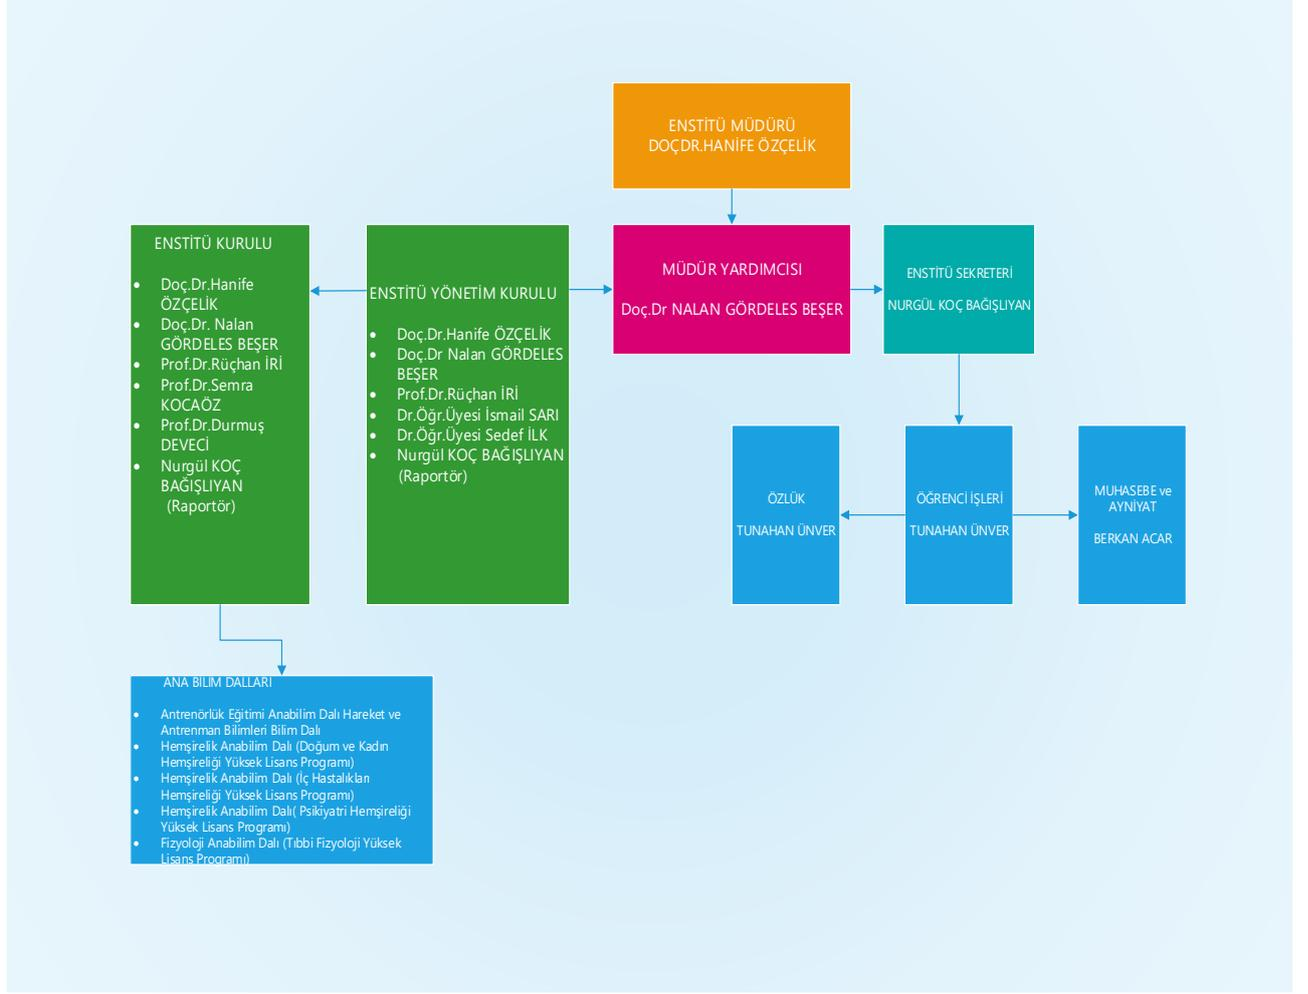 ENSTİTÜ MÜDÜRÜ
DOÇDR.HANİFE ÖZÇELİK
ENSTİTÜ KURULU
• Doç.Dr.Hanife
ÖZÇELİK
• Doç.Dr. Nalan
GÖRDELES BEŞER
• Prof.Dr.Rüçhan İRİ
• Prof.Dr.Semra
KOCAÖZ
• Prof.Dr.Durmuş
DEVECİ
• Nurgül KOÇ
BAĞIŞLIYAN
(Raportör)
ENSTİTÜ YÖNETİM KURULU
• Doç.Dr.Hanife ÖZÇELİK
• Doç.Dr Nalan GÖRDELES
BEŞER
• Prof.Dr.Rüçhan İRİ
• Dr.Öğr.Üyesi İsmail SARI
• Dr.Öğr.Üyesi Sedef İLK
• Nurgül KOÇ BAĞIŞLIYAN
(Raportör)
MÜDÜR YARDIMCISI
Doç.Dr NALAN GÖRDELES BEŞER
ENSTİTÜ SEKRETERİ
NURGÜL KOÇ BAĞIŞLIYAN
ÖZLÜK
TUNAHAN ÜNVER
ÖĞRENCİ İŞLERİ
TUNAHAN ÜNVER
MUHASEBE ve
AYNİYAT
BERKAN ACAR
ANA BİLİM DALLARI
• Antrenörlük Eğitimi Anabilim Dalı Hareket ve
Antrenman Bilimleri Bilim Dalı
• Hemşirelik Anabilim Dalı (Doğum ve Kadın
Hemşireliği Yüksek Lisans Programı)
• Hemşirelik Anabilim Dalı (İç Hastalıkları
Hemşireliği Yüksek Lisans Programı)
• Hemşirelik Anabilim Dalı( Psikiyatri Hemşireliği
Yüksek Lisans Programı)
• Fizyoloji Anabilim Dalı (Tıbbi Fizyoloji Yüksek
Lisans Programı)